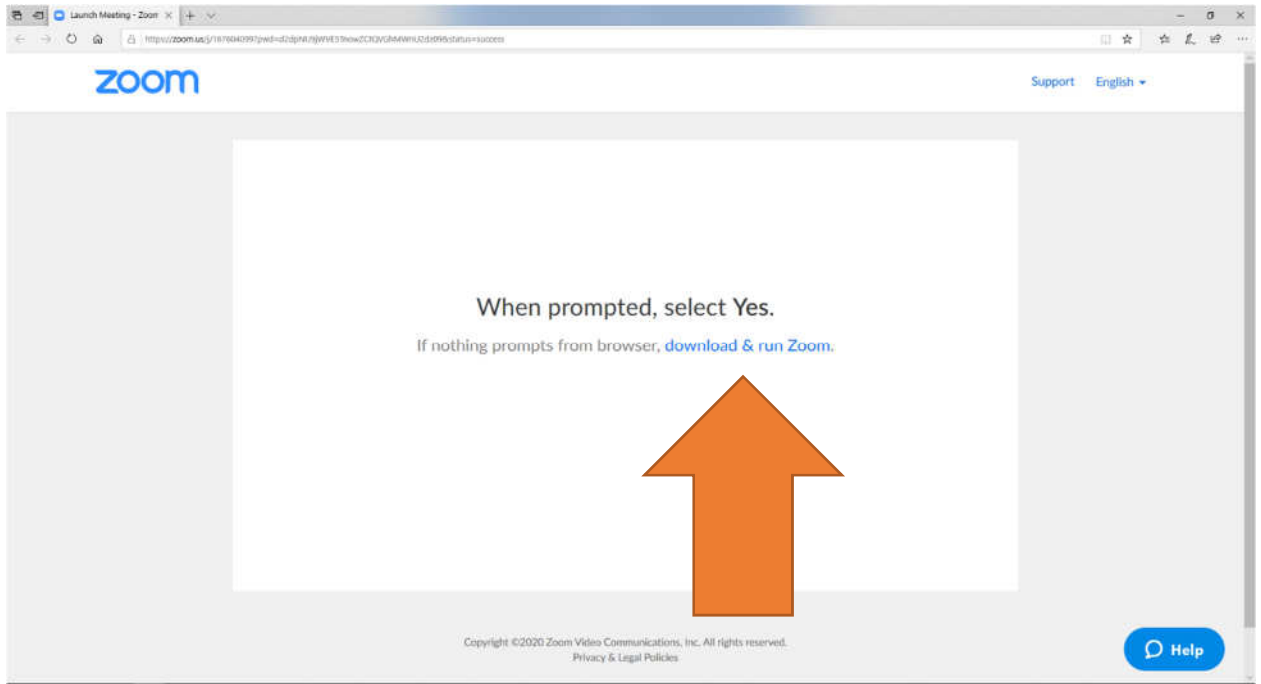 Launch Meeting - Zoom
zoom
Support English
When prompted, select Yes.
If nothing prompts from browser, download & run Zoom.
Copyright ©2020 Zoom Video Communications, Inc. All rights reserved.
Privacy & Legal Policies
Help